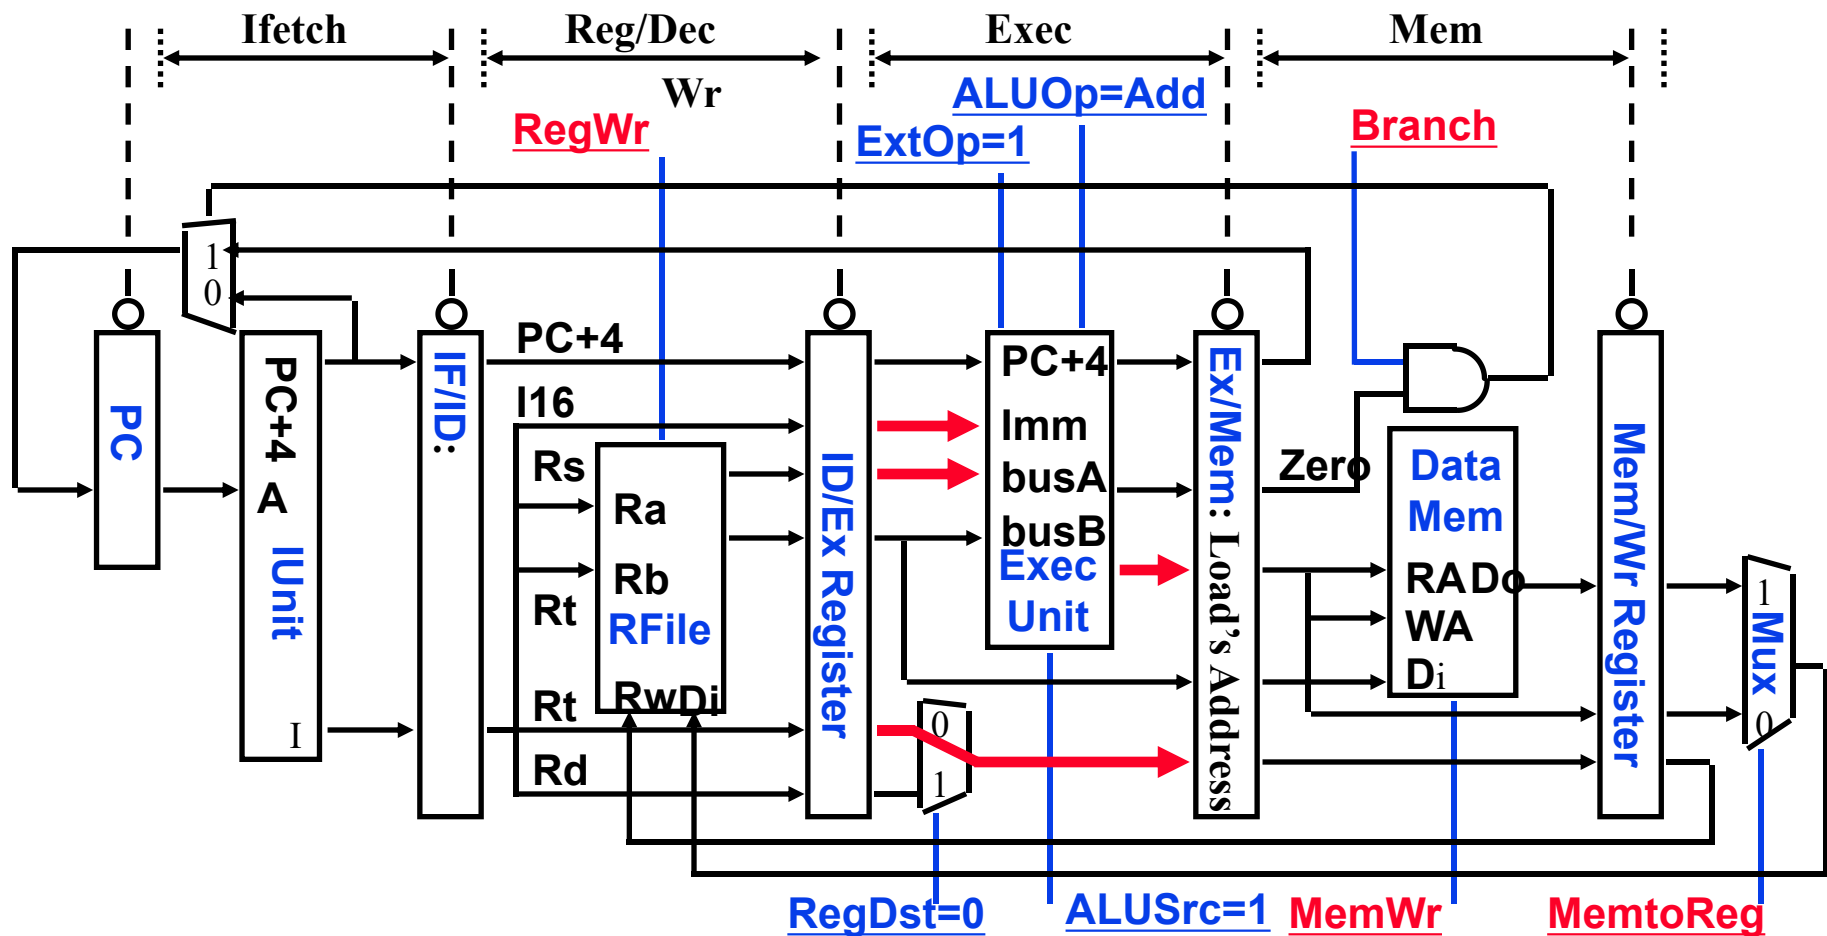 Ifetch
Reg/Dec
Exec
Mem
Wr
ALUOp=Add
RegWr
ExtOp=1
Branch
1
0
PC
PC+4
A
IUnit
I
IF/ID:
PC+4
I16
Rs
Rt
Rt
Rd
Ra
Rb
RFile
RwDi
ID/Ex Register
0
1
PC+4
Imm
busA
busB
Exec
Unit
Ex/Mem: Load's Address
Zero
Data
Mem
RA Do
WA
Di
Mem/Wr Register
1
Mux
0
RegDst=0
ALUSrc=1
MemWr
MemtoReg